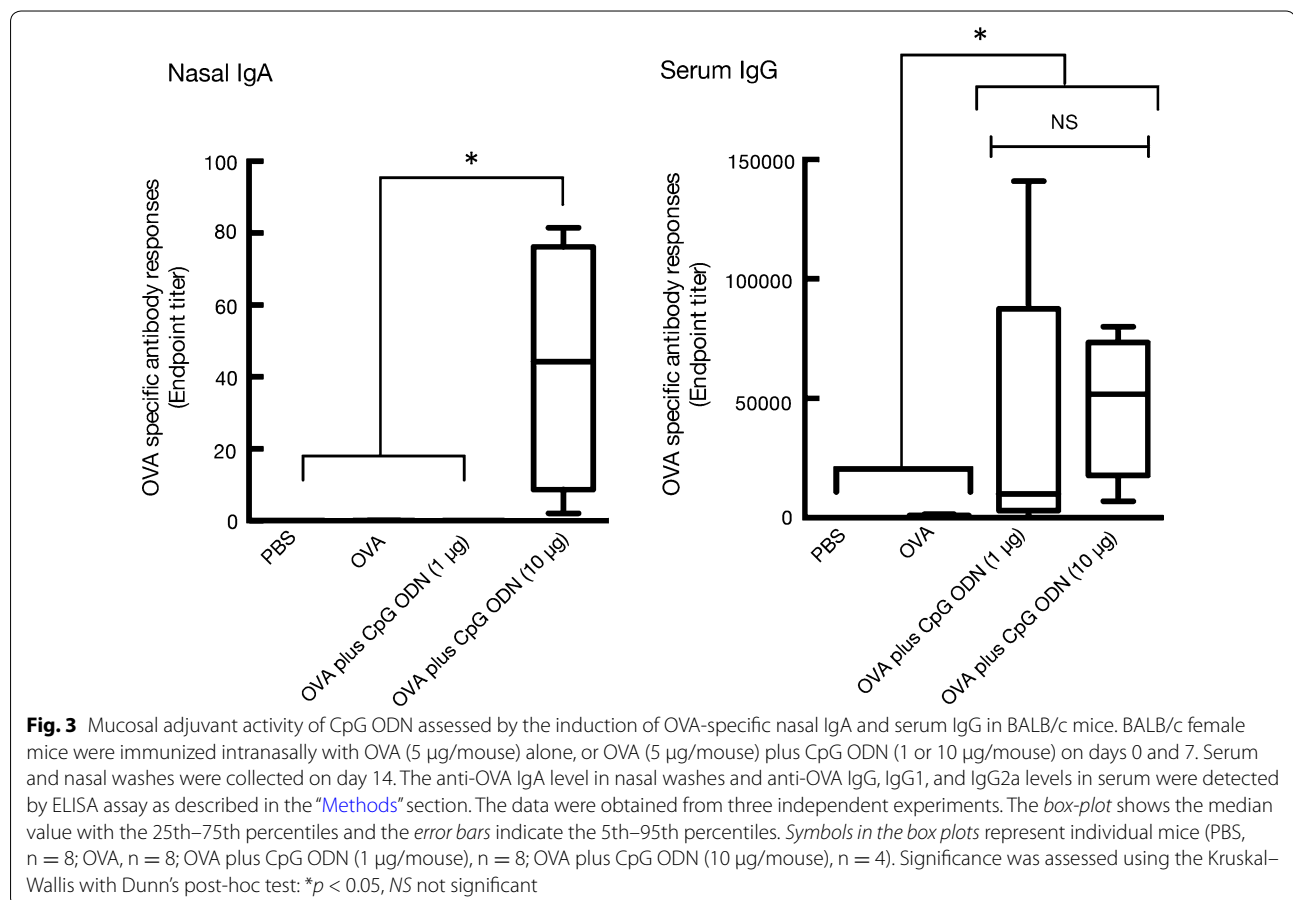 Nasal IgA
OVA specific antibody responses
(Endpoint titer)
100
80
60
40
20
0
*
PBS
OVA
OVA plus CpG ODN (1 µg)
OVA plus CpG ODN (10 µg)
Serum IgG
OVA specific antibody responses
(Endpoint titer)
150000
100000
50000
0
*
NS
PBS
OVA
OVA plus CpG ODN (1 µg)
OVA plus CpG ODN (10 µg)
Fig. 3 Mucosal adjuvant activity of CpG ODN assessed by the induction of OVA-specific nasal IgA and serum IgG in BALB/c mice. BALB/c female
mice were immunized intranasally with OVA (5 µg/mouse) alone, or OVA (5 µg/mouse) plus CpG ODN (1 or 10 µg/mouse) on days 0 and 7. Serum
and nasal washes were collected on day 14. The anti-OVA IgA level in nasal washes and anti-OVA IgG, IgG1, and IgG2a levels in serum were detected
by ELISA assay as described in the “Methods” section. The data were obtained from three independent experiments. The box-plot shows the median
value with the 25th–75th percentiles and the error bars indicate the 5th–95th percentiles. Symbols in the box plots represent individual mice (PBS,
n = 8; OVA, n = 8; OVA plus CpG ODN (1 µg/mouse), n = 8; OVA plus CpG ODN (10 µg/mouse), n = 4). Significance was assessed using the Kruskal–
Wallis with Dunn’s post-hoc test: *p < 0.05, NS not significant